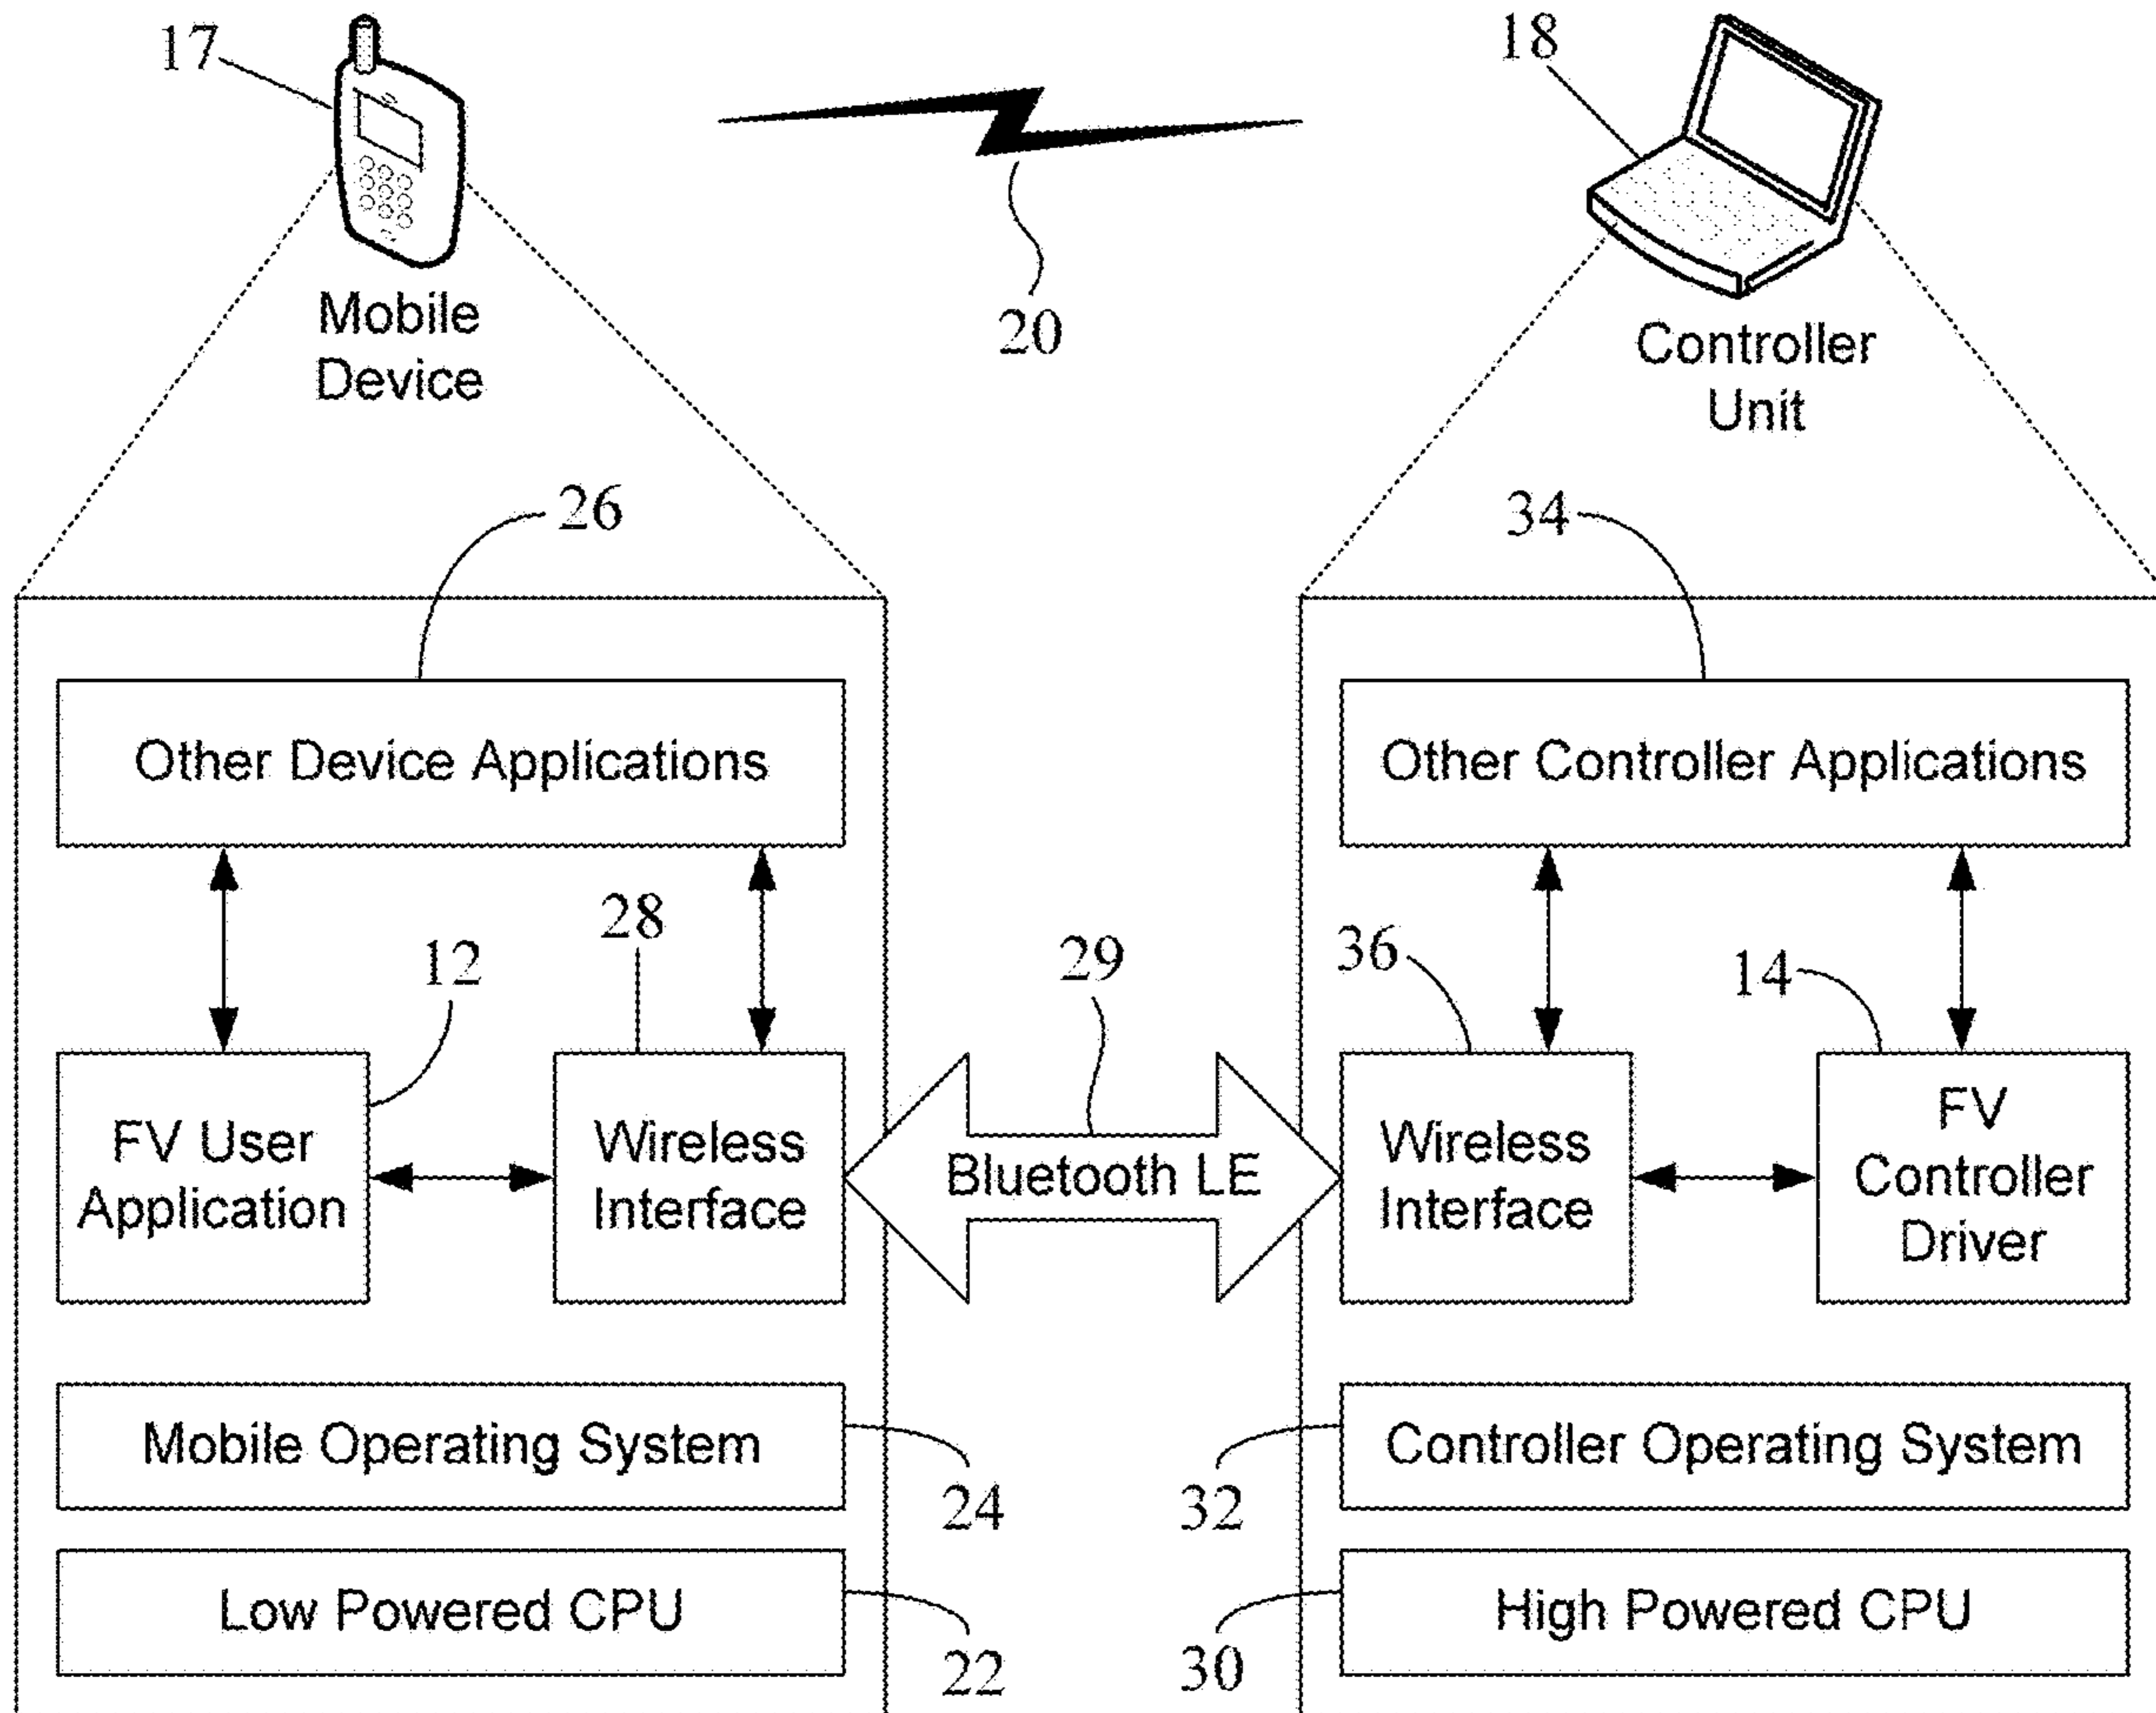 17
18
20
Mobile
Device
Controller
Unit
26
34
Other Device Applications
Other Controller Applications
28
12
29
36
14
FV User
Application
Wireless
Interface
Bluetooth LE
Wireless
Interface
FV
Controller
Driver
Mobile Operating System
Controller Operating System
24
32
Low Powered CPU
High Powered CPU
22
30